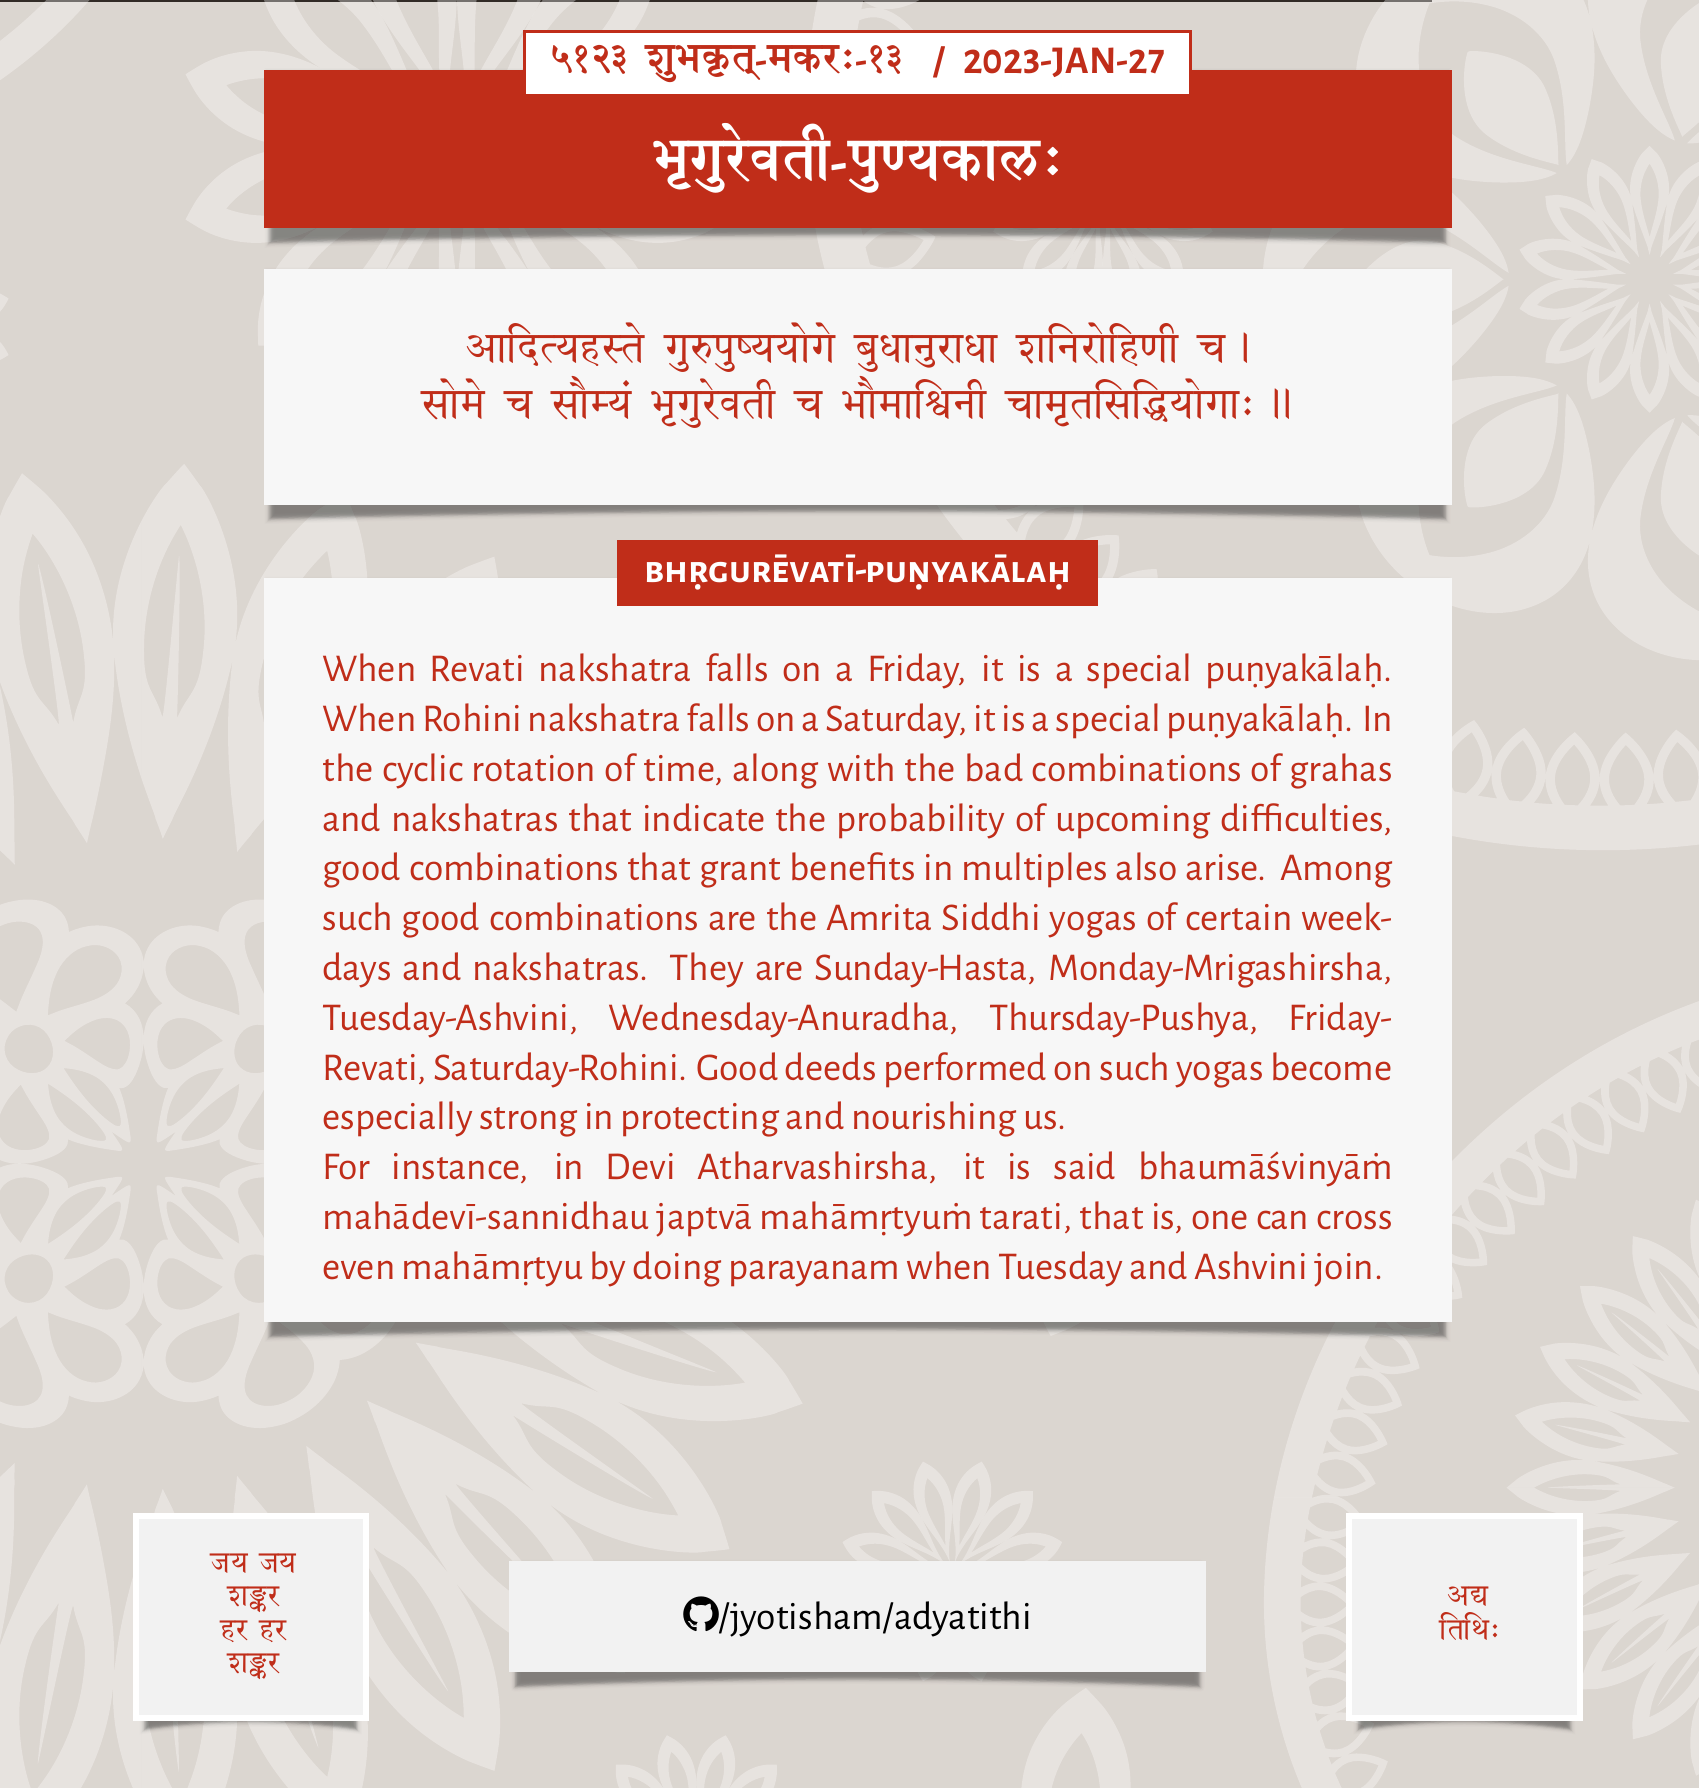 ५१२३ शुभकृत्-मकरः-१३ / 2023-JAN-27
भृगुरेवती-पुण्यकालः
आदित्यहस्ते गुरुपुष्ययोगे बुधानुराधा शनिरोहिणी च ।
सोमे च सौम्यं भृगुरेवती च भौमाश्विनी चामृतसिद्धियोगाः ॥
BHṚGURĒVATĪ-PUṆYAKĀLAḤ
When Revati nakshatra falls on a Friday, it is a special puṇyakālaḥ.
When Rohini nakshatra falls on a Saturday, it is a special puṇyakālaḥ. In
the cyclic rotation of time, along with the bad combinations of grahas
and nakshatras that indicate the probability of upcoming difficulties,
good combinations that grant benefits in multiples also arise. Among
such good combinations are the Amrita Siddhi yogas of certain week-
days and nakshatras. They are Sunday-Hasta, Monday-Mrigashirsha,
Tuesday-Ashvini, Wednesday-Anuradha, Thursday-Pushya, Friday-
Revati, Saturday-Rohini. Good deeds performed on such yogas become
especially strong in protecting and nourishing us.
For instance, in Devi Atharvashirsha, it is said bhaumāśvinyāṁ
mahādevī-sannidhau japtvā mahāmṛtyuṁ tarati, that is, one can cross
even mahāmṛtyu by doing parayanam when Tuesday and Ashvini join.
जय जय
शङ्कर
हर हर
शङ्कर
/jyotisham/adyatithi
अद्य
तिथिः